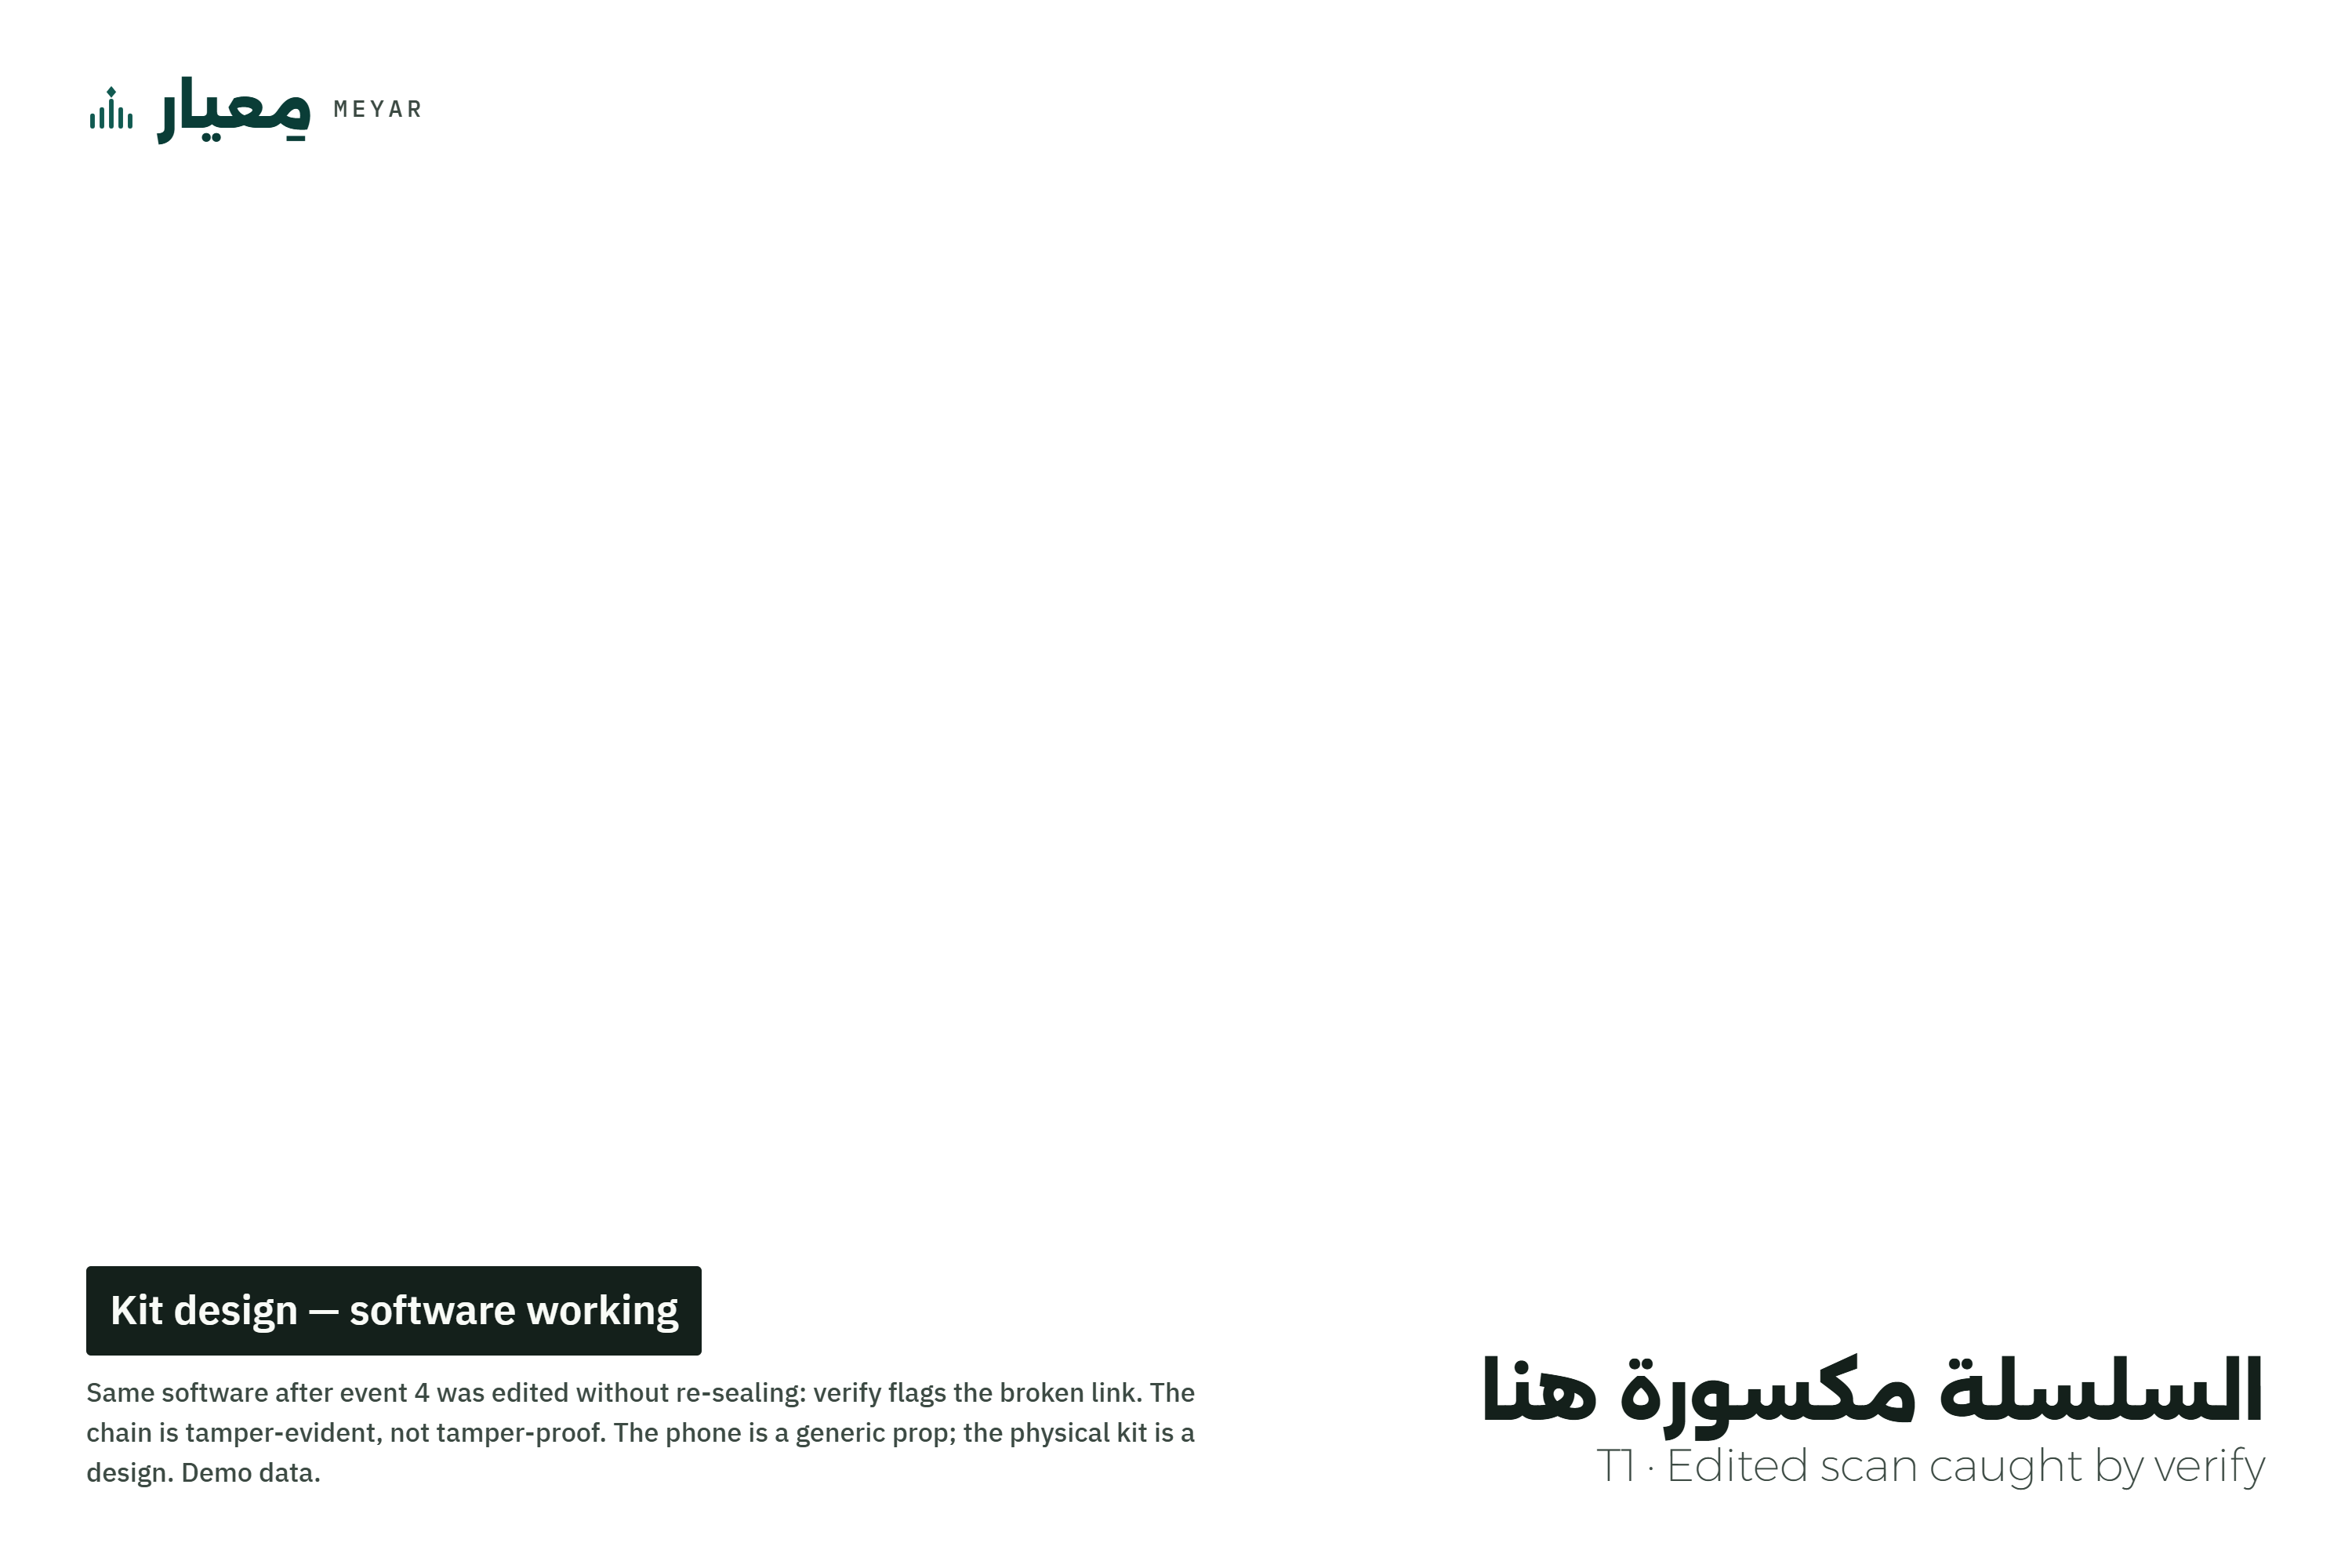 مِعيار MEYAR
Kit design — software working
Same software after event 4 was edited without re-sealing: verify flags the broken link. The
chain is tamper-evident, not tamper-proof. The phone is a generic prop; the physical kit is a
design. Demo data.
السلسلة مكسورة هنا
T1 · Edited scan caught by verify